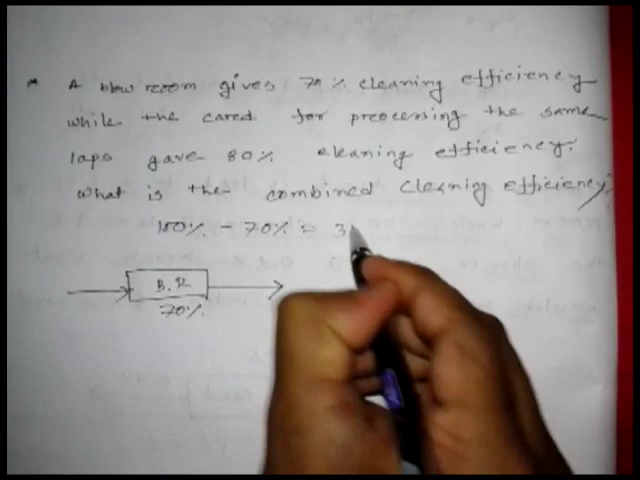 * A blow room gives 70% cleaning efficiency
while the cared for processing the same
laps gave 80% cleaning efficiency.
What is the combined cleaning efficiency?
100% - 70% = 3
B.R
70%